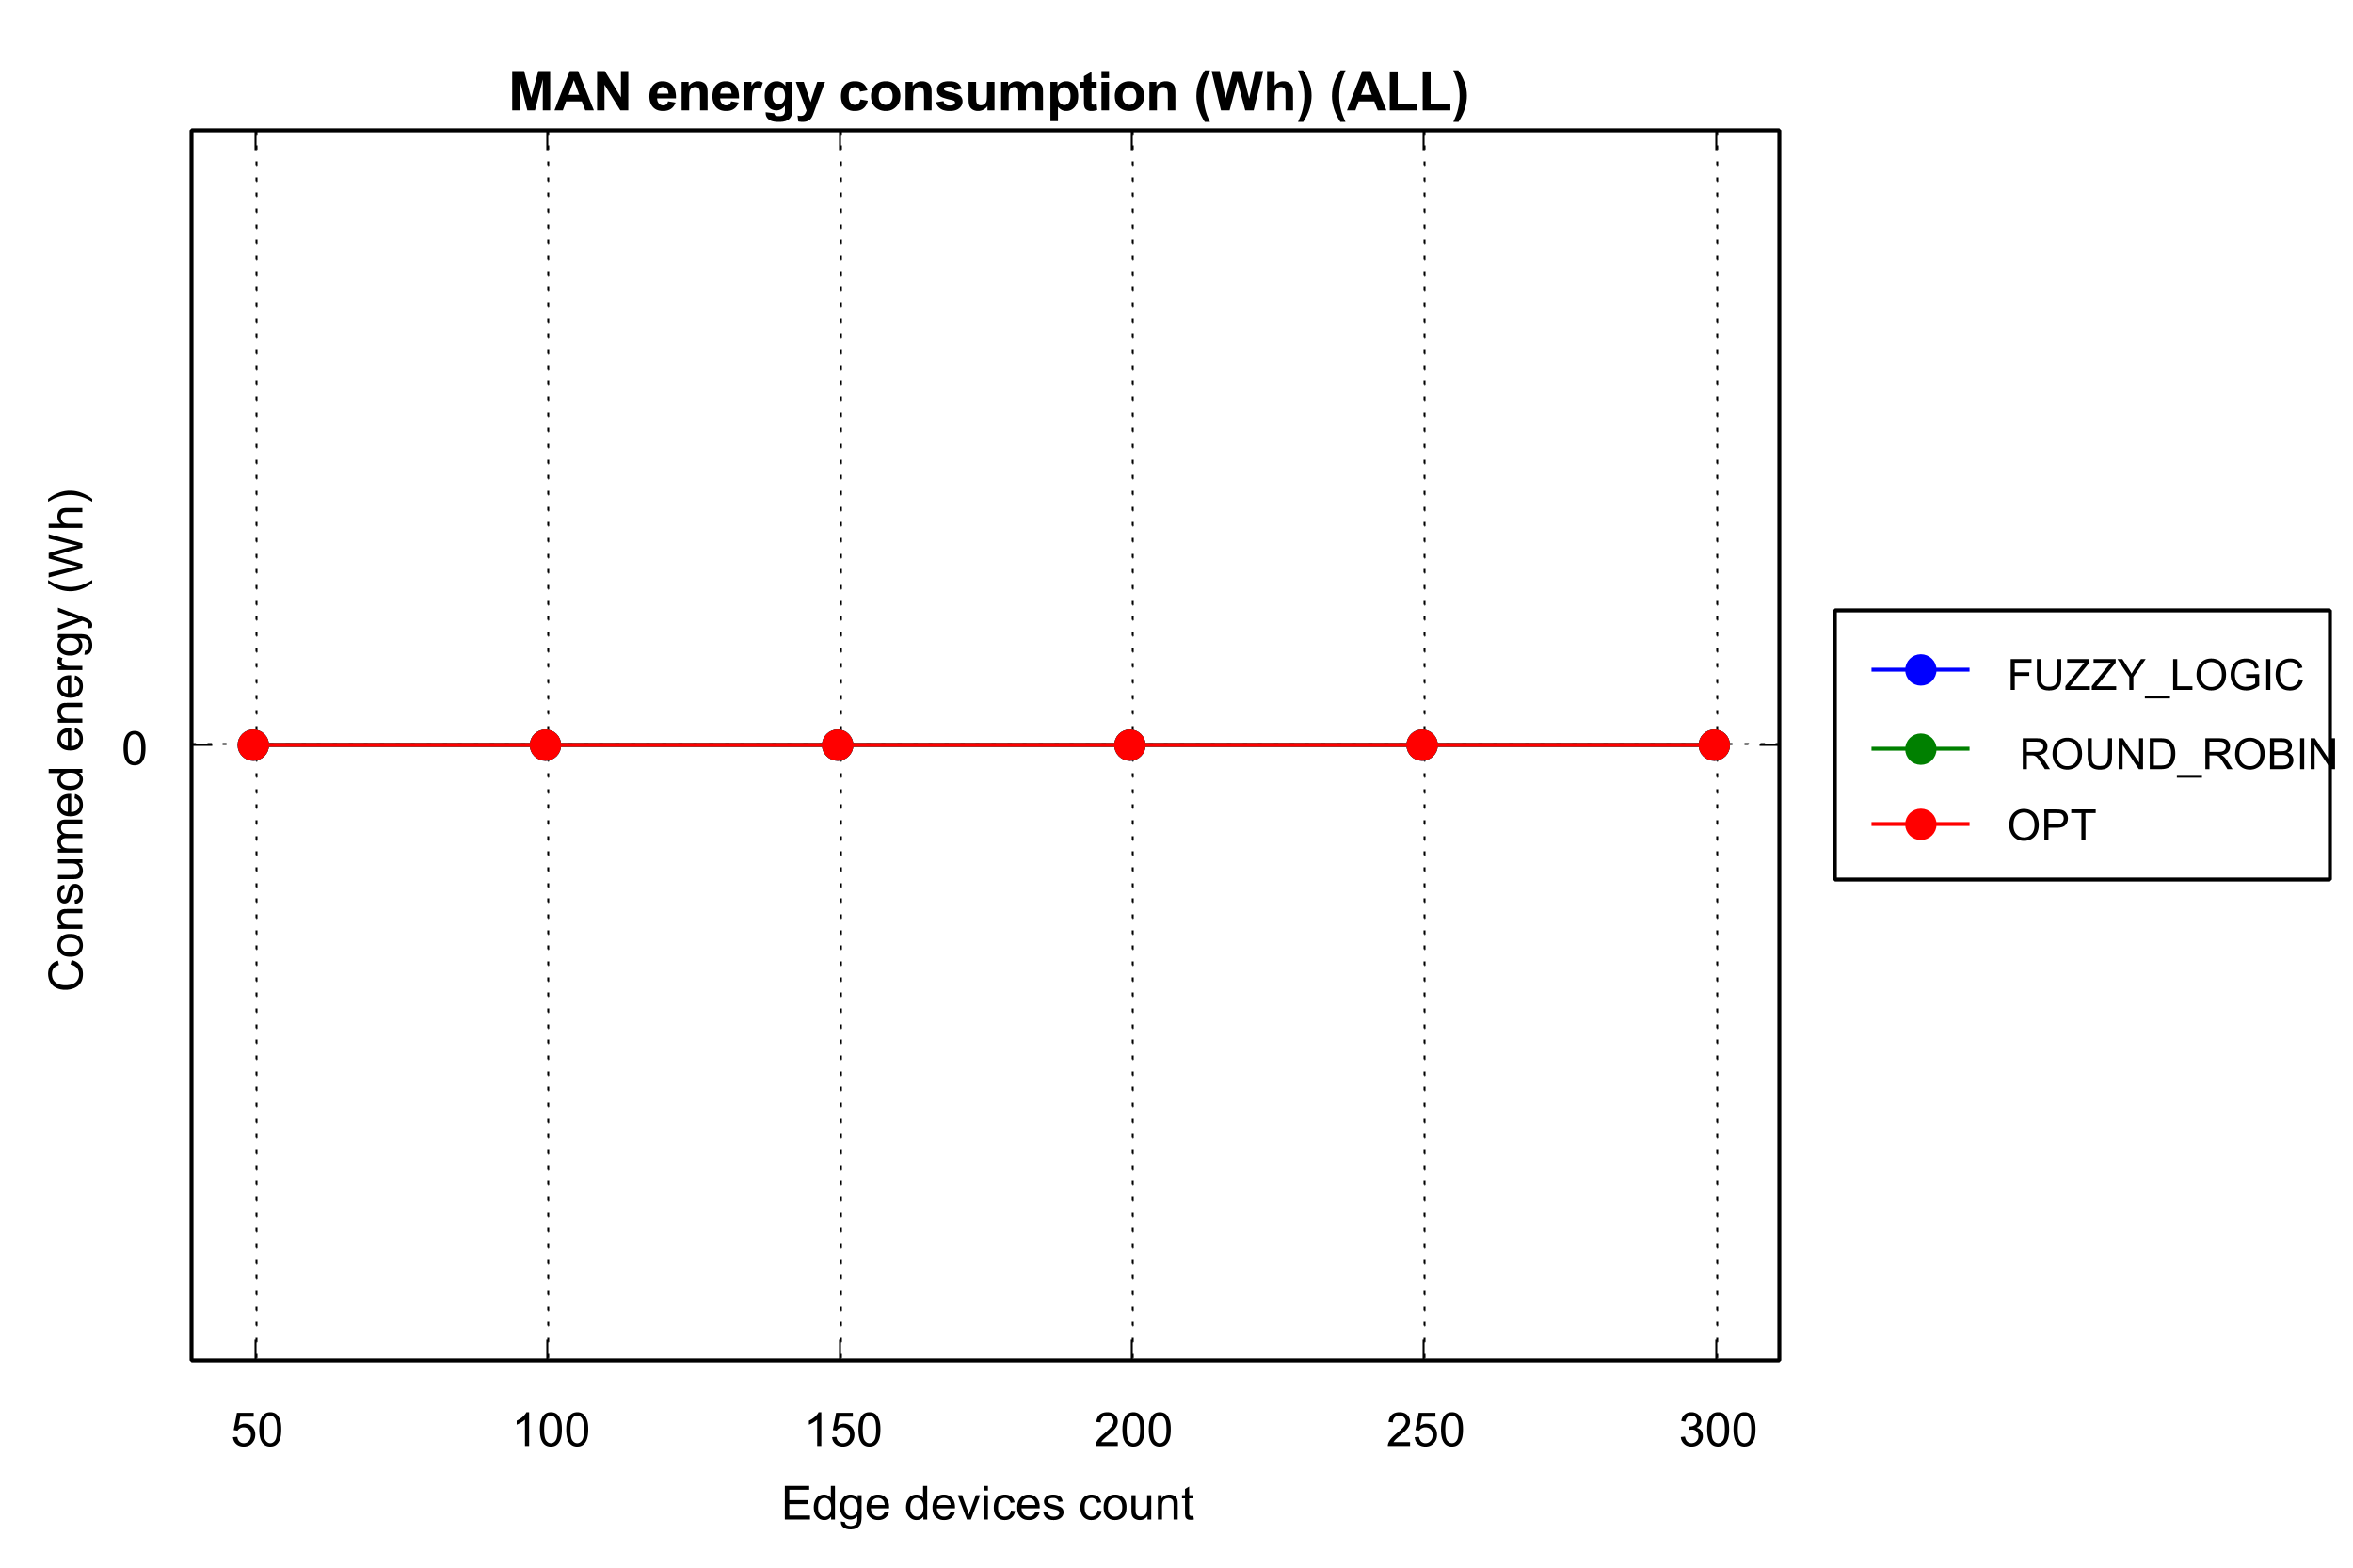 MAN energy consumption (Wh) (ALL)
Consumed energy (Wh)
0
FUZZY_LOGIC
ROUND_ROBIN
OPT
50 100 150 200 250 300
Edge devices count